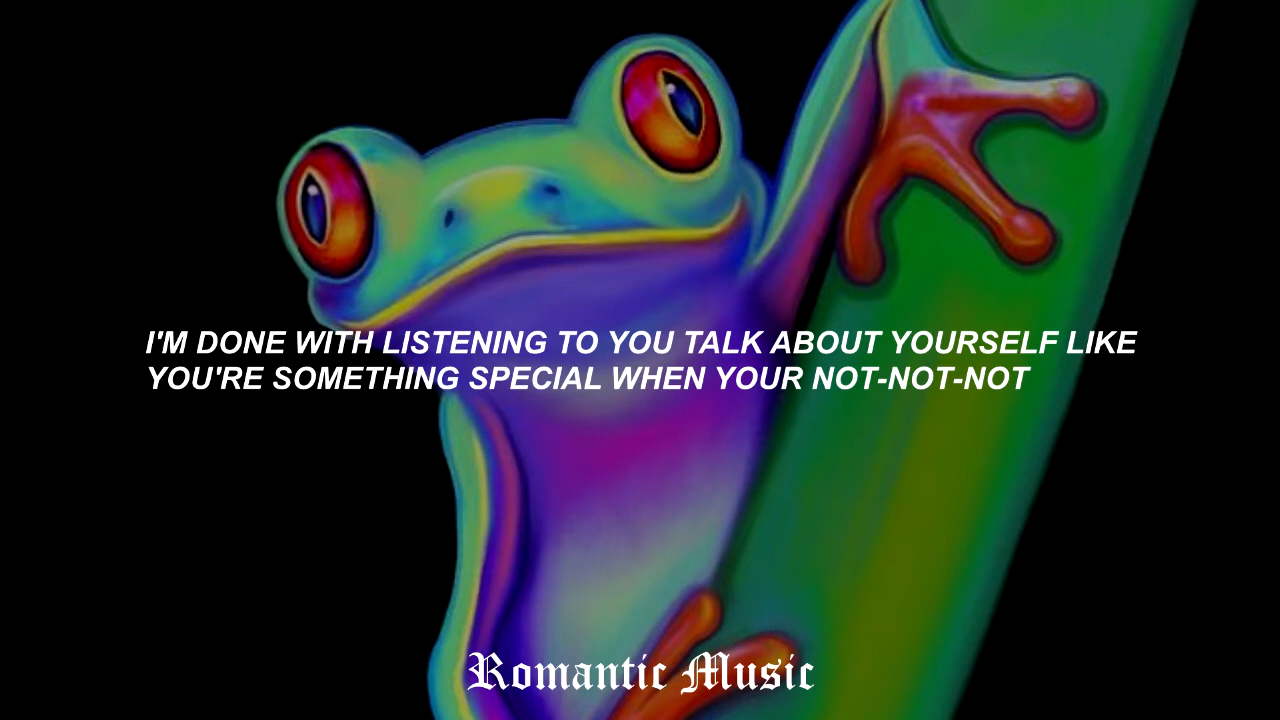 I'M DONE WITH LISTENING TO YOU TALK ABOUT YOURSELF LIKE
YOU'RE SOMETHING SPECIAL WHEN YOUR NOT-NOT-NOT
Romantic Music